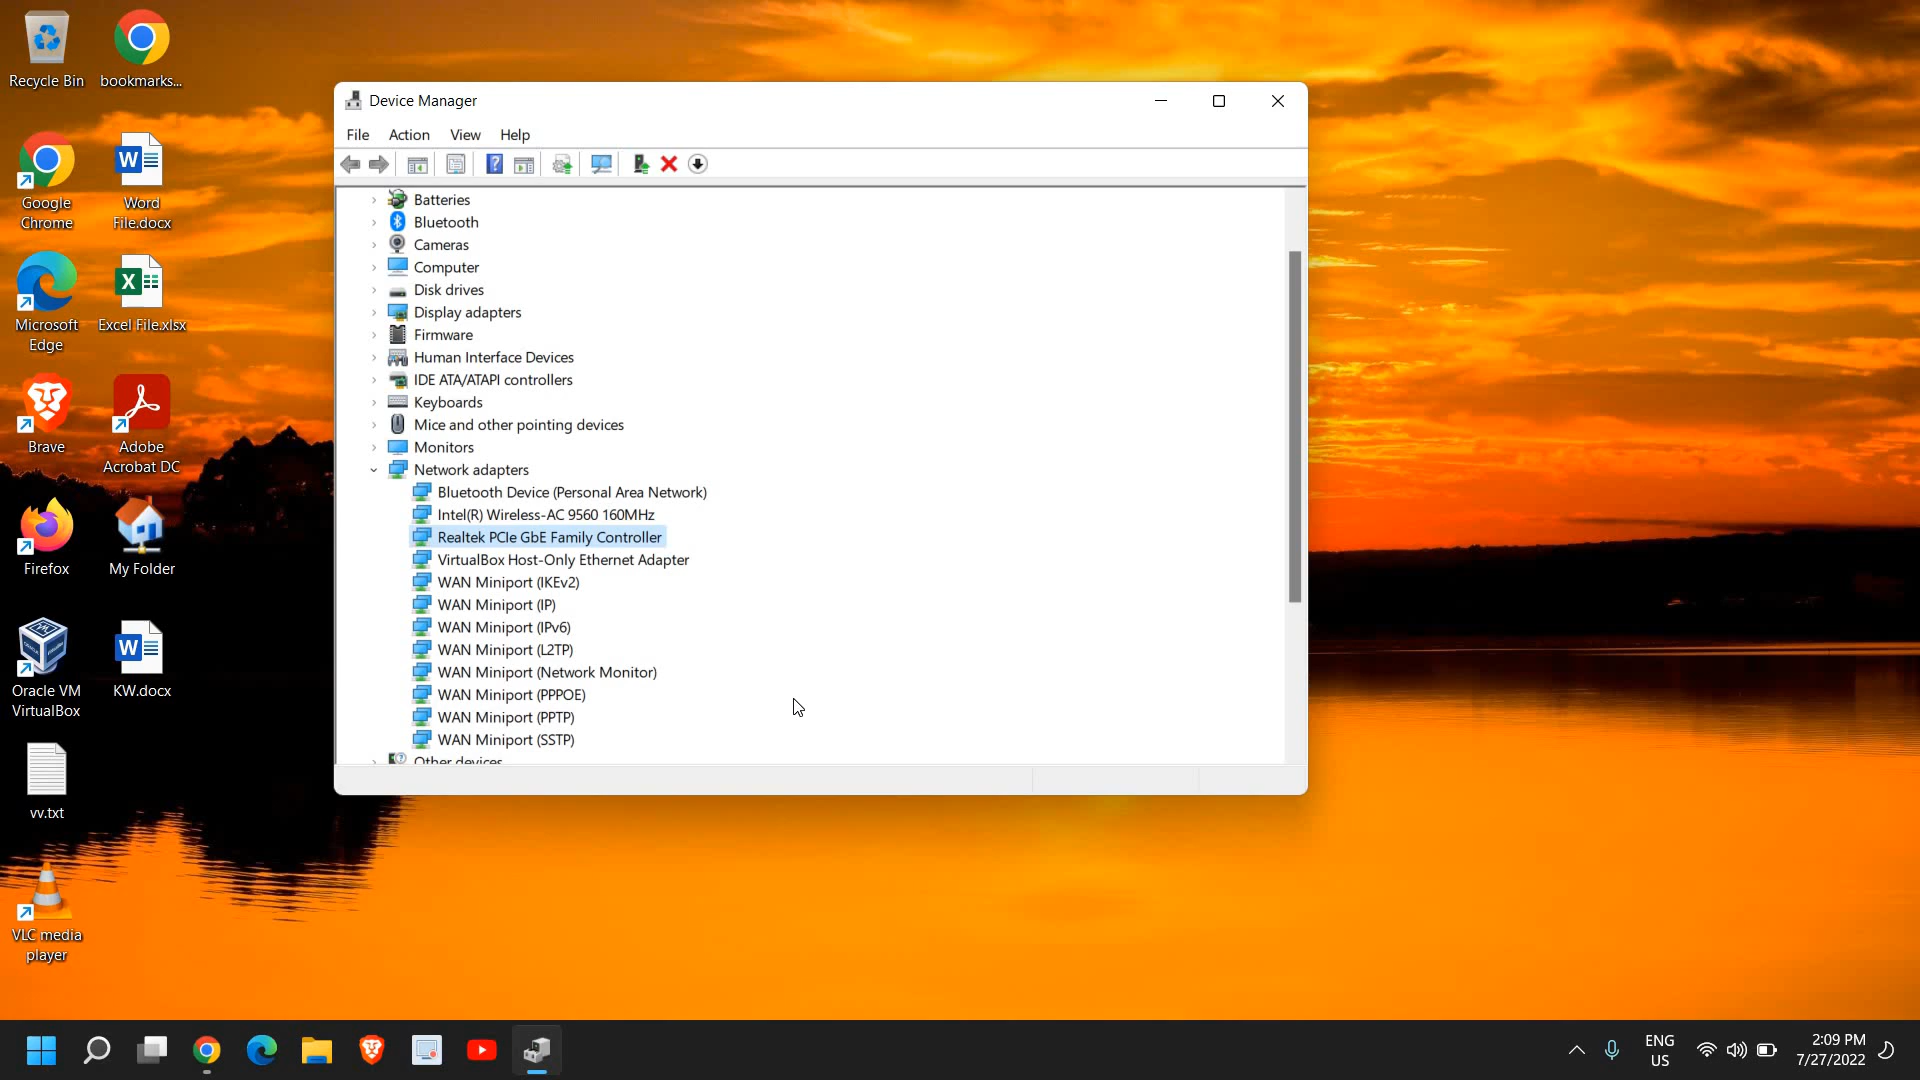 Recycle Bin
bookmarks...
Google
Chrome
Word
File.docx
Microsoft
Edge
Excel File.xlsx
Brave
Adobe
Acrobat DC
Firefox
My Folder
Oracle VM
VirtualBox
KW.docx
vv.txt
VLC media
player
Device Manager
File Action View Help
Batteries
Bluetooth
Cameras
Computer
Disk drives
Display adapters
Firmware
Human Interface Devices
IDE ATA/ATAPI controllers
Keyboards
Mice and other pointing devices
Monitors
Network adapters
Bluetooth Device (Personal Area Network)
Intel(R) Wireless-AC 9560 160MHz
Realtek PCIe GbE Family Controller
VirtualBox Host-Only Ethernet Adapter
WAN Miniport (IKEv2)
WAN Miniport (IP)
WAN Miniport (IPv6)
WAN Miniport (L2TP)
WAN Miniport (Network Monitor)
WAN Miniport (PPPOE)
WAN Miniport (PPTP)
WAN Miniport (SSTP)
Other devices
ENG
US
2:09 PM
7/27/2022